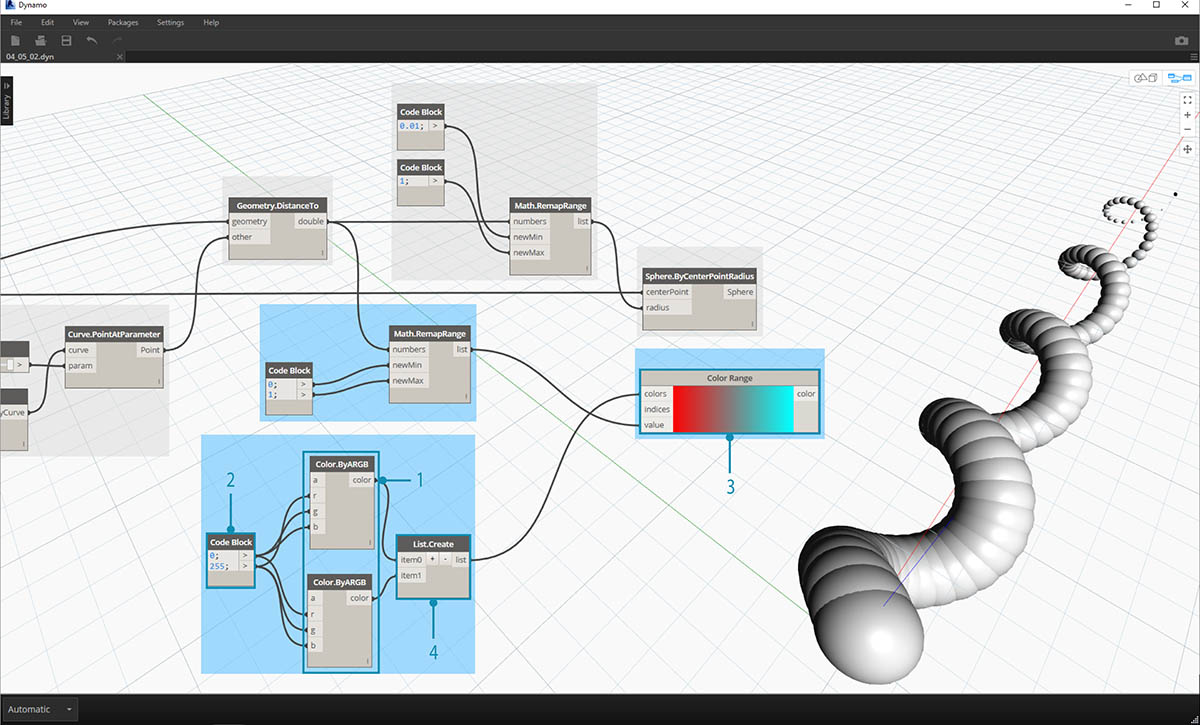 Dynamo
File Edit View Packages Settings Help
04_05_02.dyn
Library
Code Block
0.01; >
Code Block
1; >
Geometry.DistanceTo
geometry double
other
Math.RemapRange
numbers list
newMin
newMax
Sphere.ByCenterPointRadius
centerPoint Sphere
radius
Curve.PointAtParameter
curve Point
param
>
yCurve
Math.RemapRange
numbers list
newMin
newMax
Code Block
0; >
1; >
Color Range
colors color
indices
value
3
2
Color.ByARGB
a color
r
g
b
1
Code Block
0; >
255; >
List.Create
item0 + - list
item1
Color.ByARGB
a color
r
g
b
4
Automatic